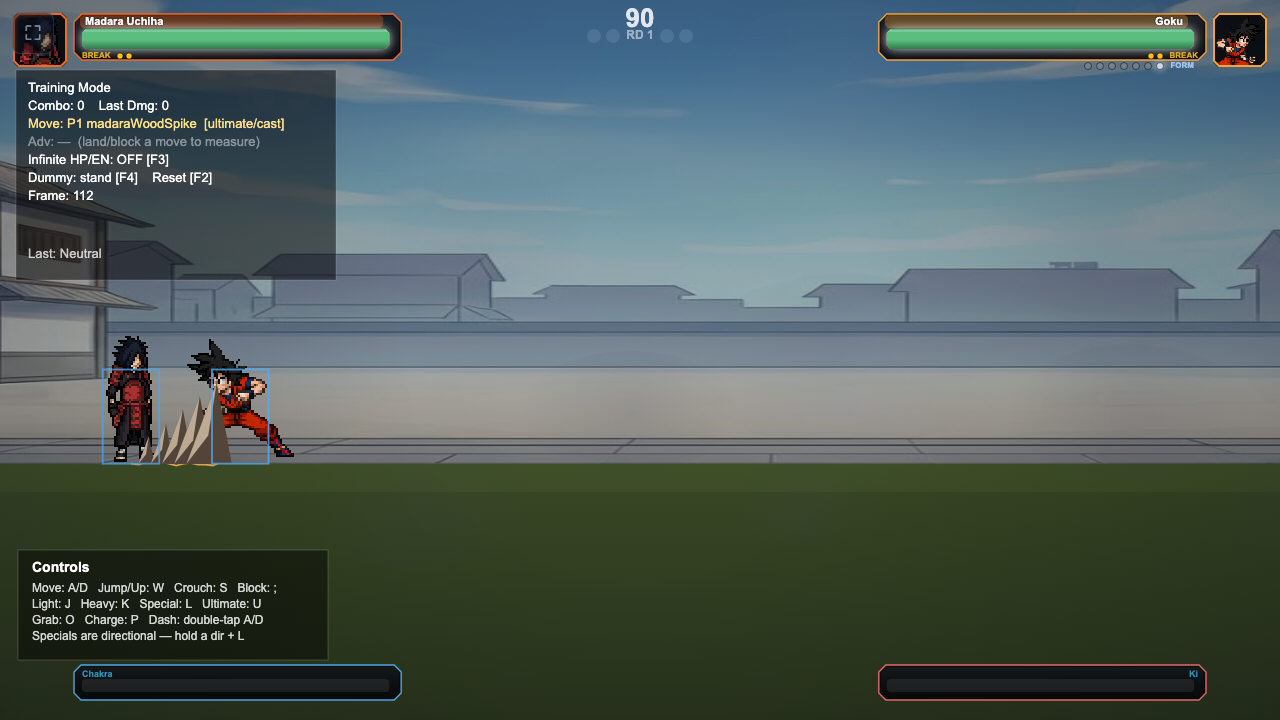 Madara Uchiha
90
Goku
RD 1
BREAK
BREAK
FORM
Training Mode
Combo: 0 Last Dmg: 0
Move: P1 madaraWoodSpike [ultimate/cast]
Adv: — (land/block a move to measure)
Infinite HP/EN: OFF [F3]
Dummy: stand [F4] Reset [F2]
Frame: 112
Last: Neutral
Controls
Move: A/D Jump/Up: W Crouch: S Block: ;
Light: J Heavy: K Special: L Ultimate: U
Grab: O Charge: P Dash: double-tap A/D
Specials are directional — hold a dir + L
Chakra
Ki